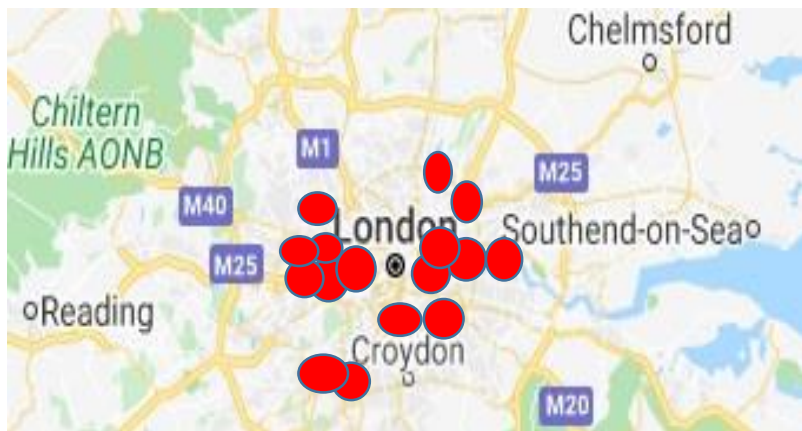 Chelmsford
Chiltern
Hills AONB
M1
M25
M40
London
Southend-on-Sea
M25
Reading
Croydon
M20